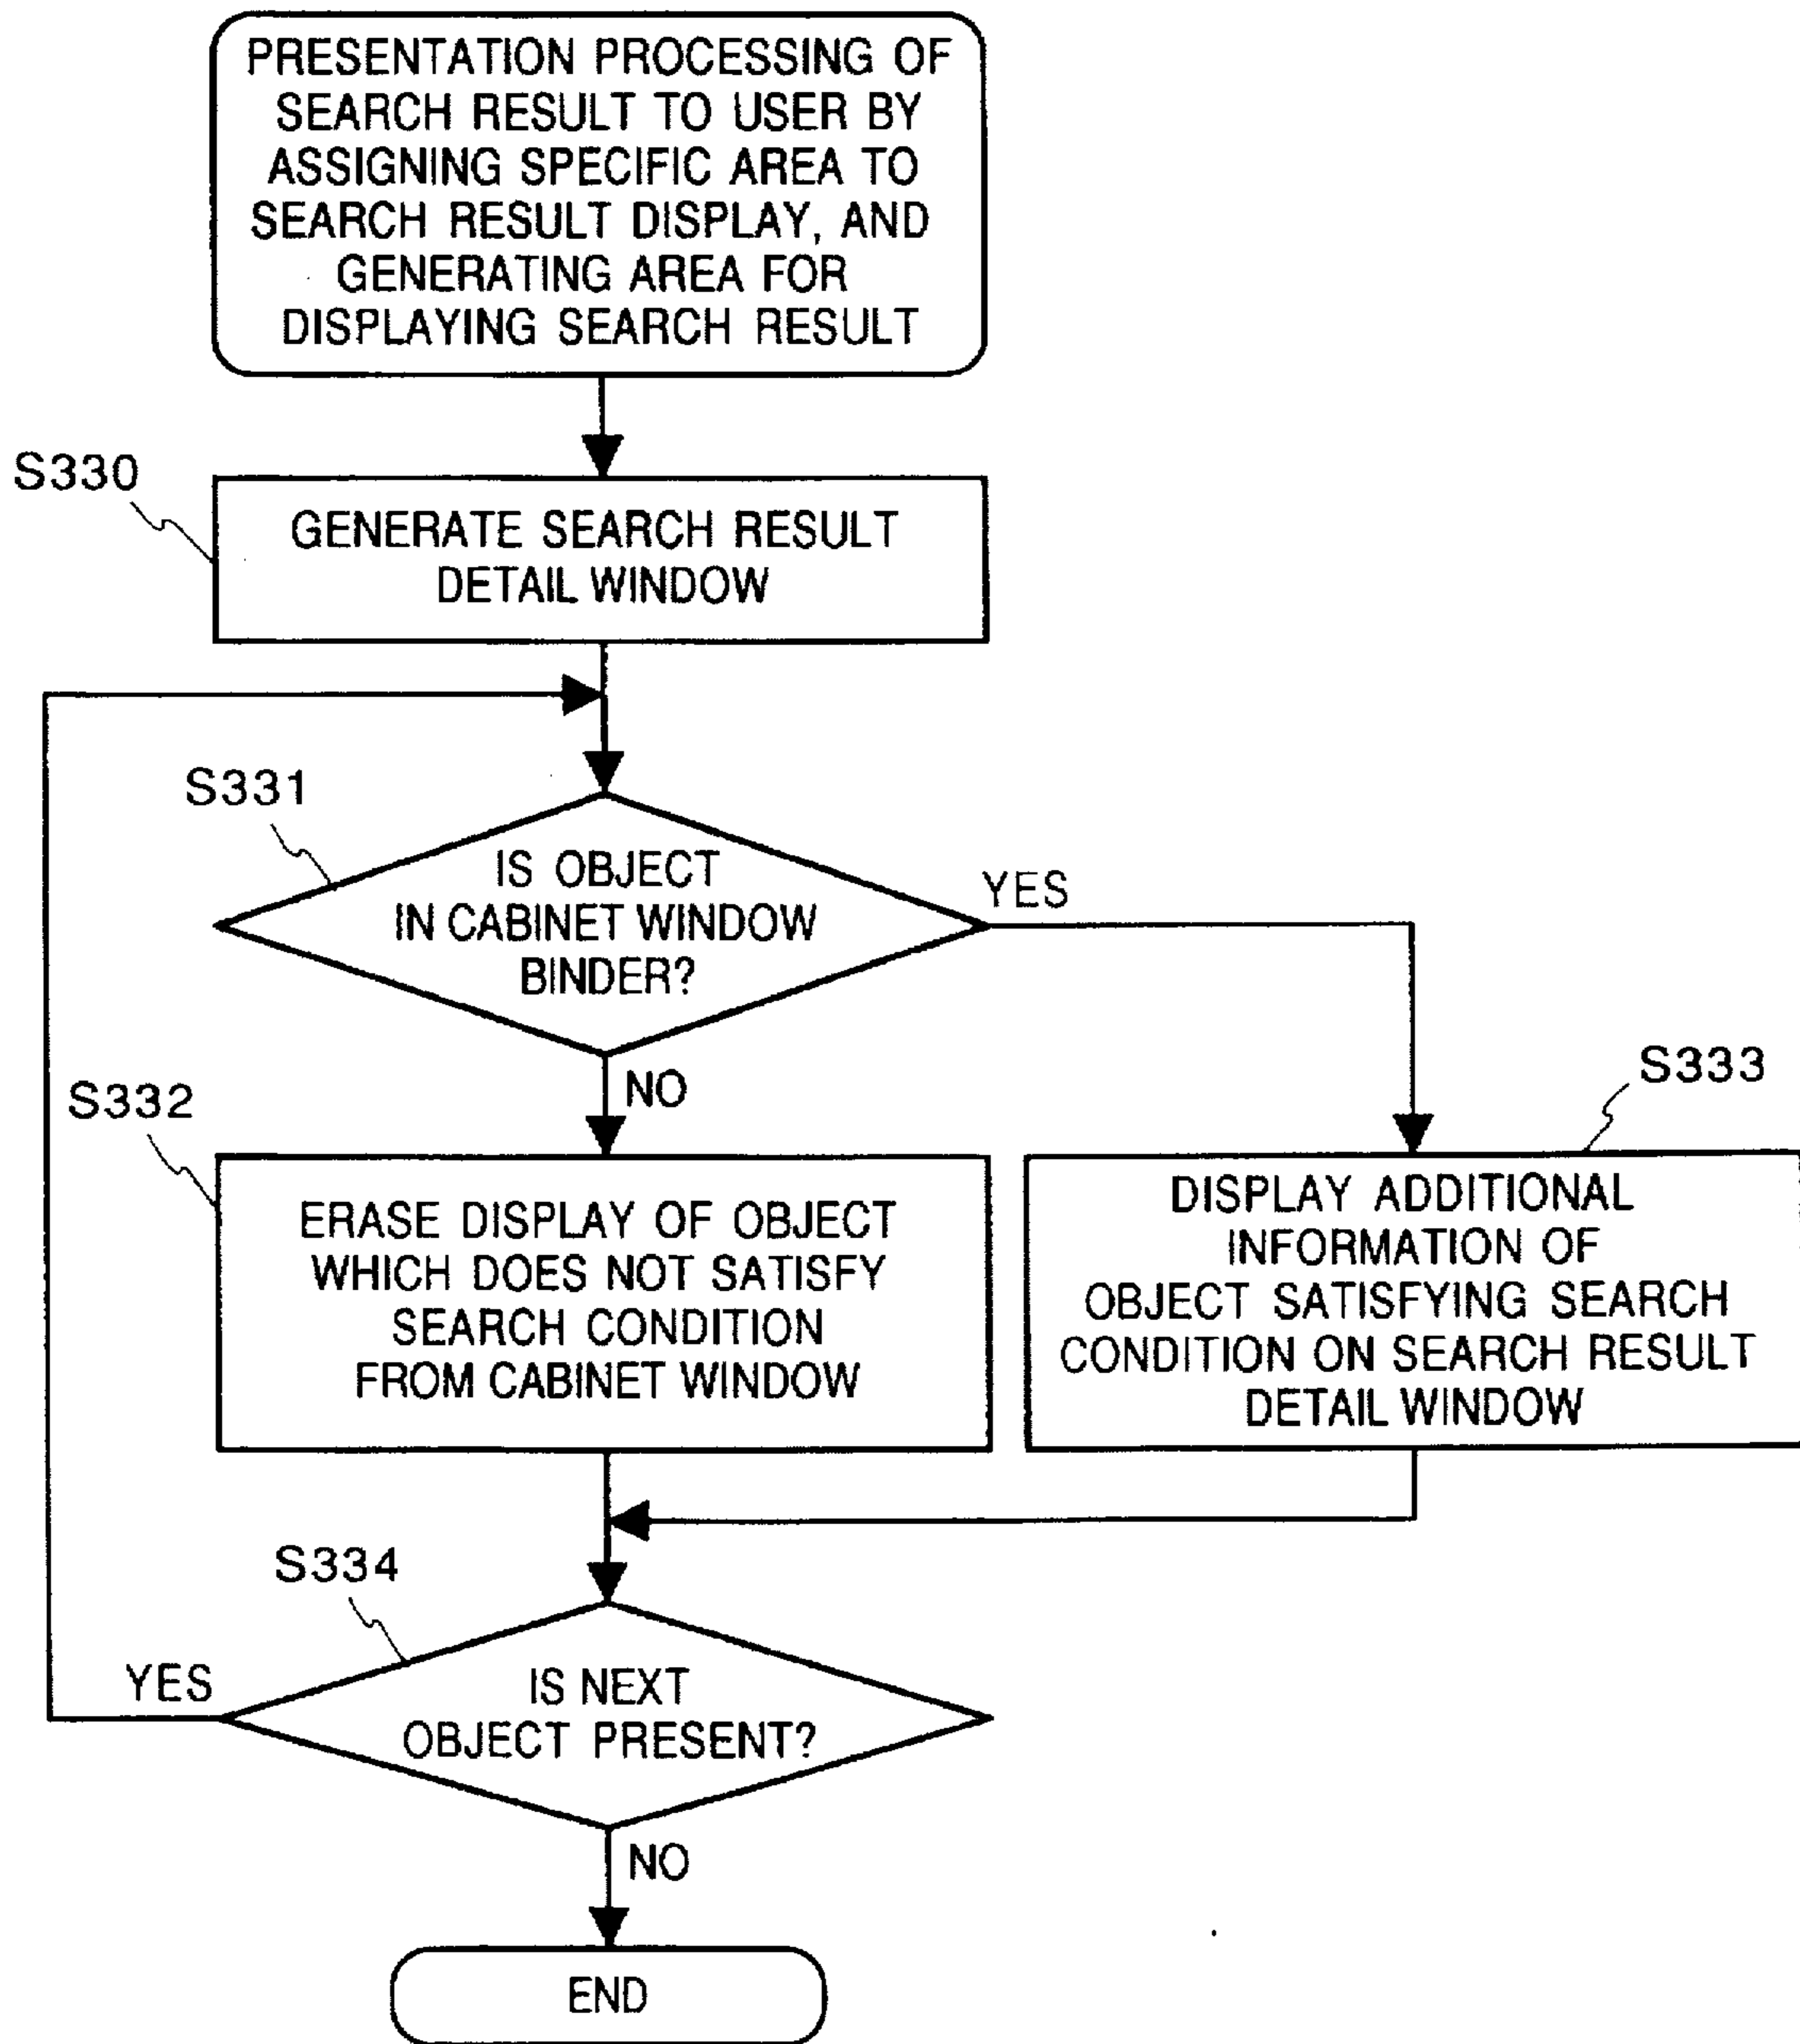 PRESENTATION PROCESSING OF
SEARCH RESULT TO USER BY
ASSIGNING SPECIFIC AREA TO
SEARCH RESULT DISPLAY, AND
GENERATING AREA FOR
DISPLAYING SEARCH RESULT
S330
GENERATE SEARCH RESULT
DETAIL WINDOW
S331
IS OBJECT
IN CABINET WINDOW
BINDER?
YES
NO
S332
ERASE DISPLAY OF OBJECT
WHICH DOES NOT SATISFY
SEARCH CONDITION
FROM CABINET WINDOW
S333
DISPLAY ADDITIONAL
INFORMATION OF
OBJECT SATISFYING SEARCH
CONDITION ON SEARCH RESULT
DETAIL WINDOW
S334
IS NEXT
OBJECT PRESENT?
YES
NO
END